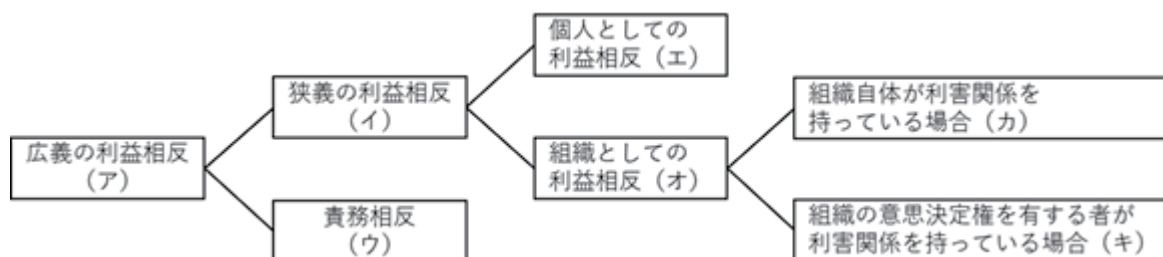 個人としての
利益相反（エ）
狭義の利益相反
（イ）
組織自体が利害関係を
持っている場合（カ）
広義の利益相反
（ア）
組織としての
利益相反（オ）
責務相反
（ウ）
組織の意思決定権を有する者が
利害関係を持っている場合（キ）